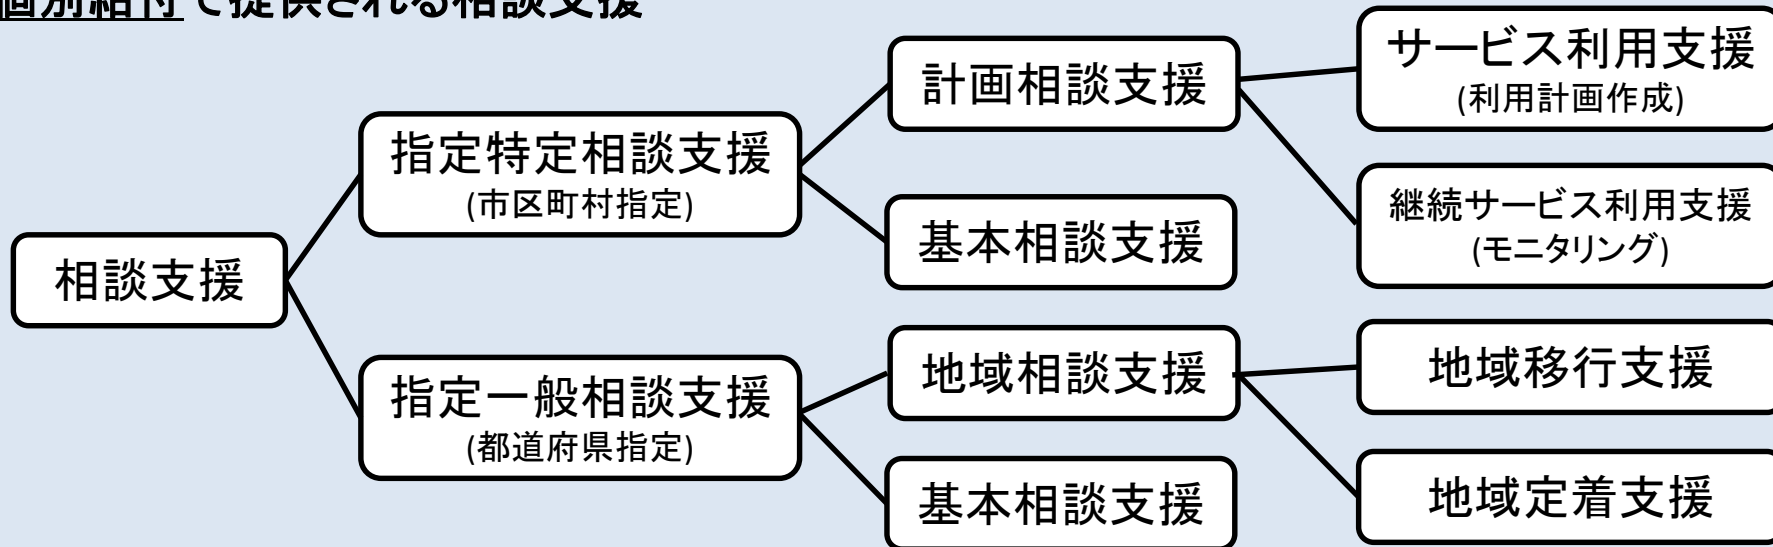 個別給付で提供される相談支援
相談支援
指定特定相談支援
(市区町村指定)
指定一般相談支援
(都道府県指定)
計画相談支援
基本相談支援
地域相談支援
基本相談支援
サービス利用支援
(利用計画作成)
継続サービス利用支援
(モニタリング)
地域移行支援
地域定着支援